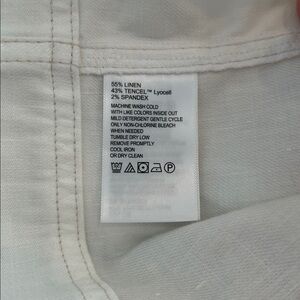 55% LINEN
43% TENCEL™ Lyocell
2% SPANDEX
MACHINE WASH COLD
WITH LIKE COLORS INSIDE OUT
MILD DETERGENT GENTLE CYCLE
ONLY NON-CHLORINE BLEACH
WHEN NEEDED
TUMBLE DRY LOW
REMOVE PROMPTLY
COOL IRON
OR DRY CLEAN